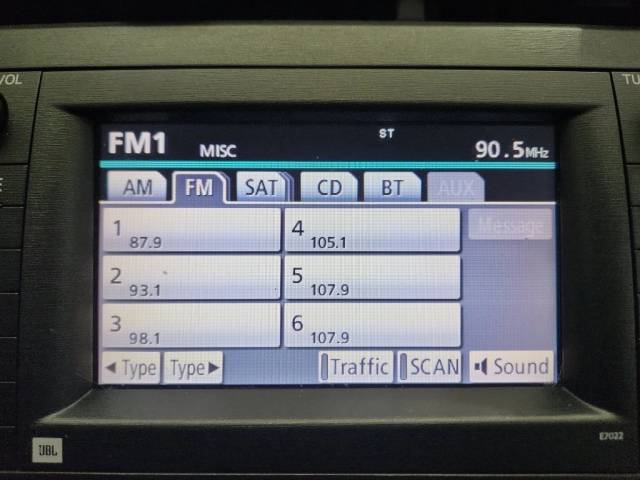 VOL
TU
FM1 MISC ST 90.5MHz
AM FM SAT CD BT AUX
1 87.9
4 105.1
Message
2 93.1
5 107.9
3 98.1
6 107.9
◄ Type Type► Traffic SCAN Sound
JBL
E7022